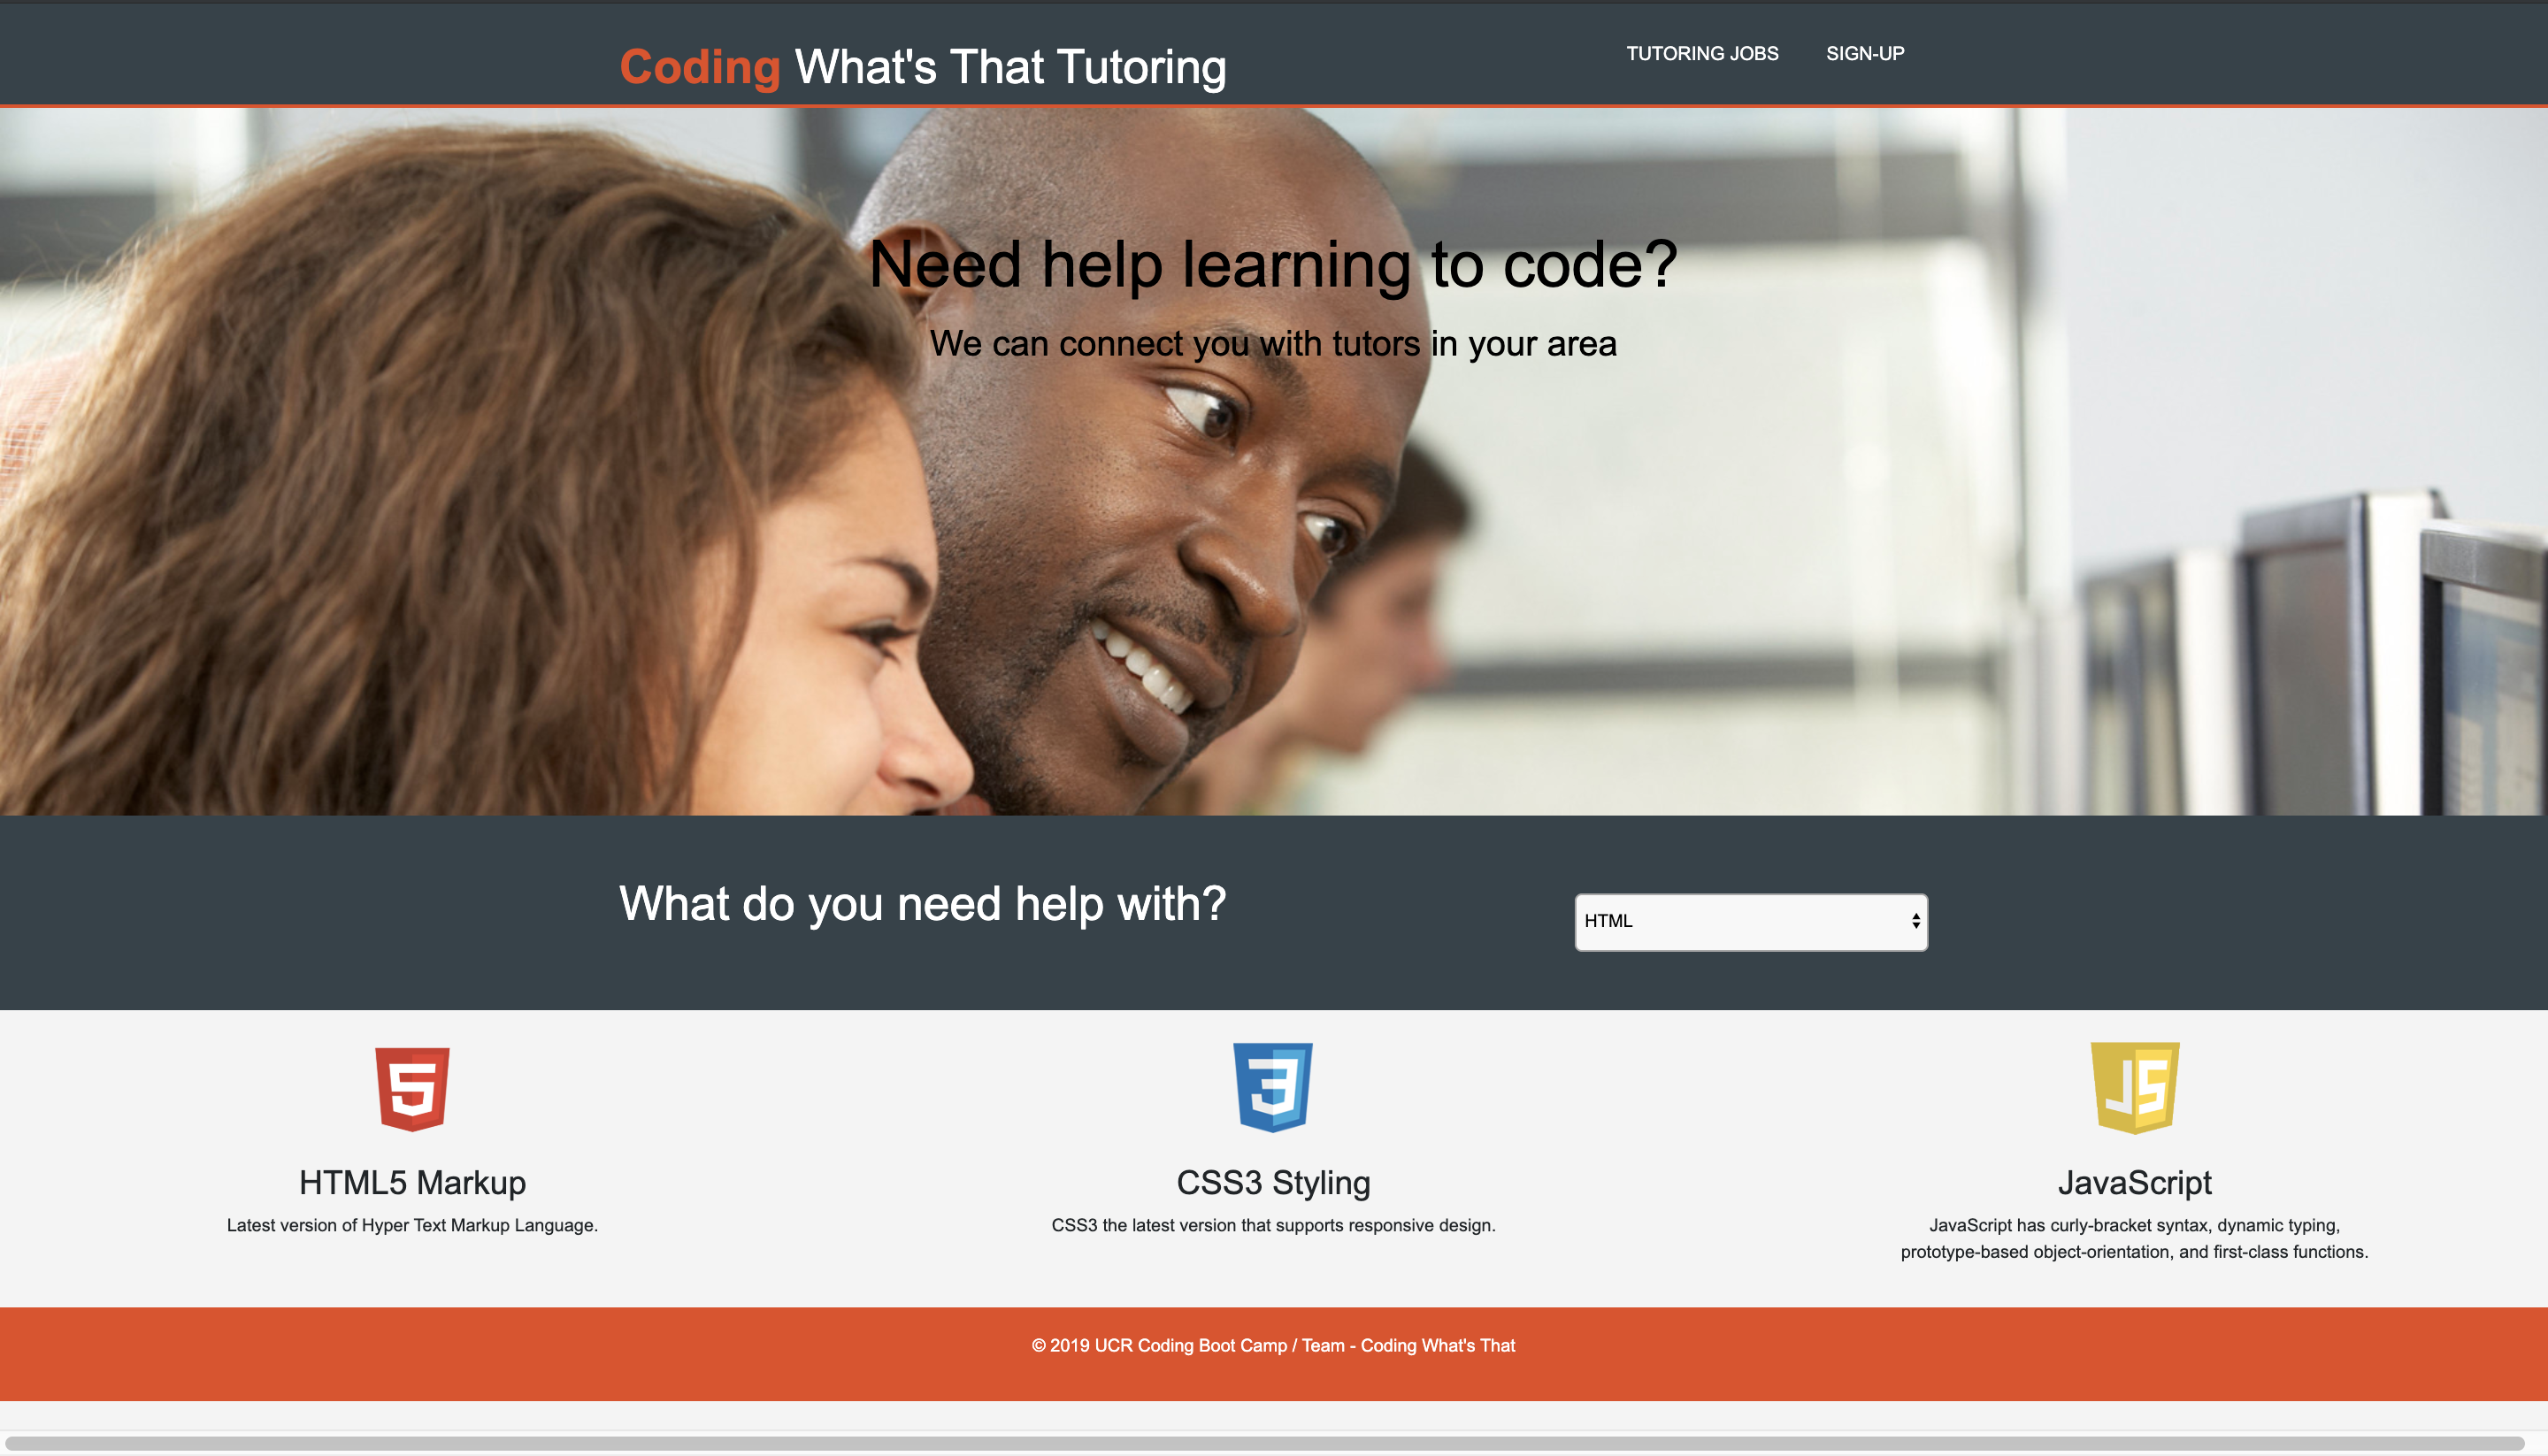 Coding What's That Tutoring
TUTORING JOBS SIGN-UP
Need help learning to code?
We can connect you with tutors in your area
What do you need help with?
HTML
5
3
JS
HTML5 Markup
CSS3 Styling
JavaScript
Latest version of Hyper Text Markup Language.
CSS3 the latest version that supports responsive design.
JavaScript has curly-bracket syntax, dynamic typing,
prototype-based object-orientation, and first-class functions.
© 2019 UCR Coding Boot Camp / Team - Coding What's That